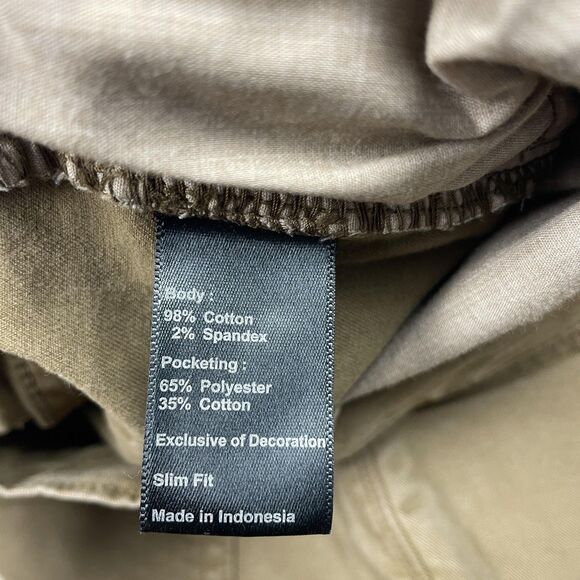 Body :
98% Cotton
2% Spandex
Pocketing :
65% Polyester
35% Cotton
Exclusive of Decoration
Slim Fit
Made in Indonesia